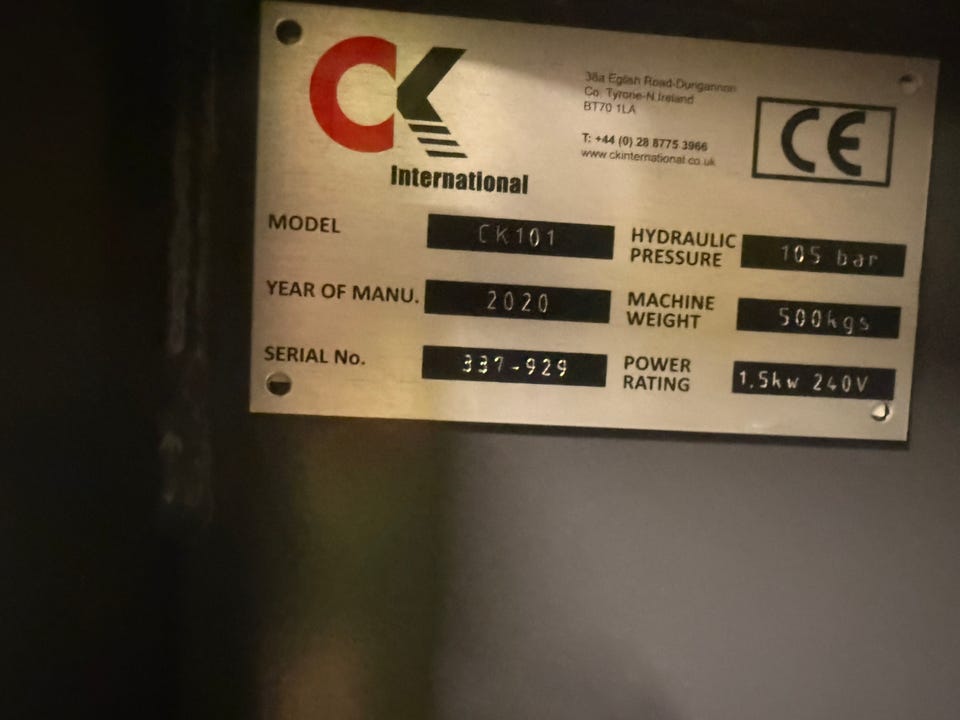 CK
International
38a Eglish Road-Dungannon
Co. Tyrone-N.Ireland
BT70 1LA
T: +44 (0) 28 8775 3966
www.ckinternational.co.uk
CE
MODEL CK101
HYDRAULIC PRESSURE 105 bar
YEAR OF MANU. 2020
MACHINE WEIGHT 500kgs
SERIAL No. 337-929
POWER RATING 1.5kw 240V